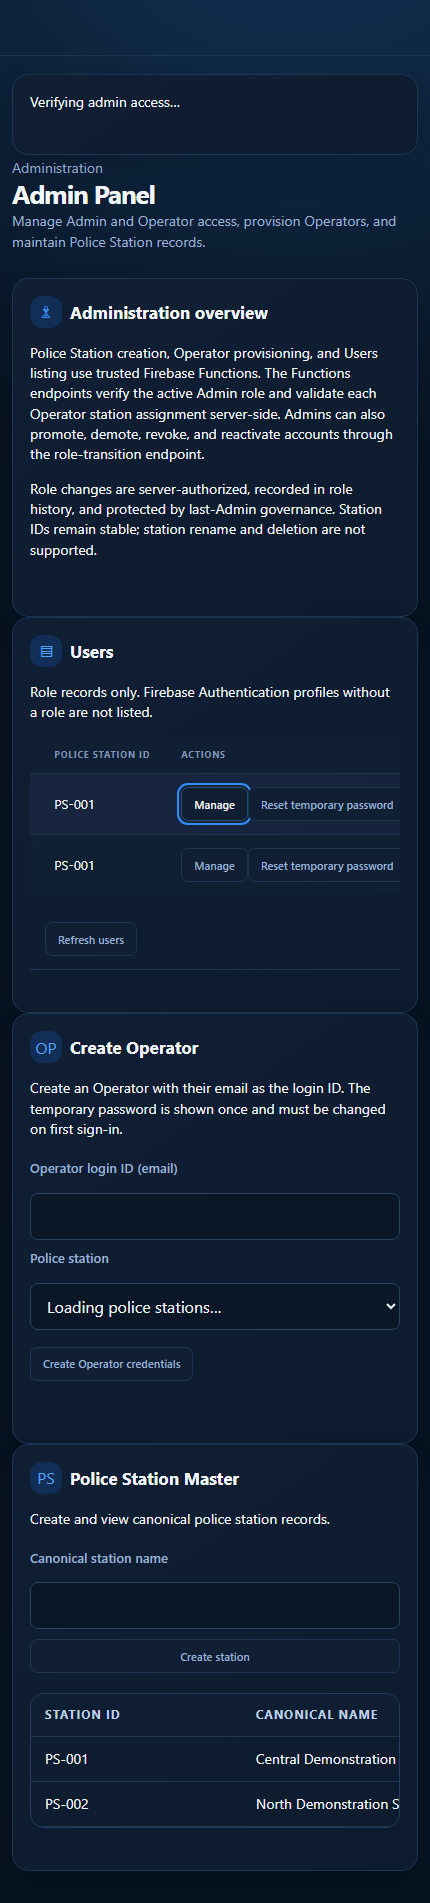 Verifying admin access...
Administration
Admin Panel
Manage Admin and Operator access, provision Operators, and
maintain Police Station records.
Administration overview
Police Station creation, Operator provisioning, and Users
listing use trusted Firebase Functions. The Functions
endpoints verify the active Admin role and validate each
Operator station assignment server-side. Admins can also
promote, demote, revoke, and reactivate accounts through
the role-transition endpoint.
Role changes are server-authorized, recorded in role
history, and protected by last-Admin governance. Station
IDs remain stable; station rename and deletion are not
supported.
Users
Role records only. Firebase Authentication profiles without
a role are not listed.
POLICE STATION ID ACTIONS
PS-001 Manage Reset temporary password
PS-001 Manage Reset temporary password
Refresh users
OP Create Operator
Create an Operator with their email as the login ID. The
temporary password is shown once and must be changed
on first sign-in.
Operator login ID (email)
Police station
Loading police stations...
Create Operator credentials
PS Police Station Master
Create and view canonical police station records.
Canonical station name
Create station
STATION ID CANONICAL NAME
PS-001 Central Demonstration
PS-002 North Demonstration S